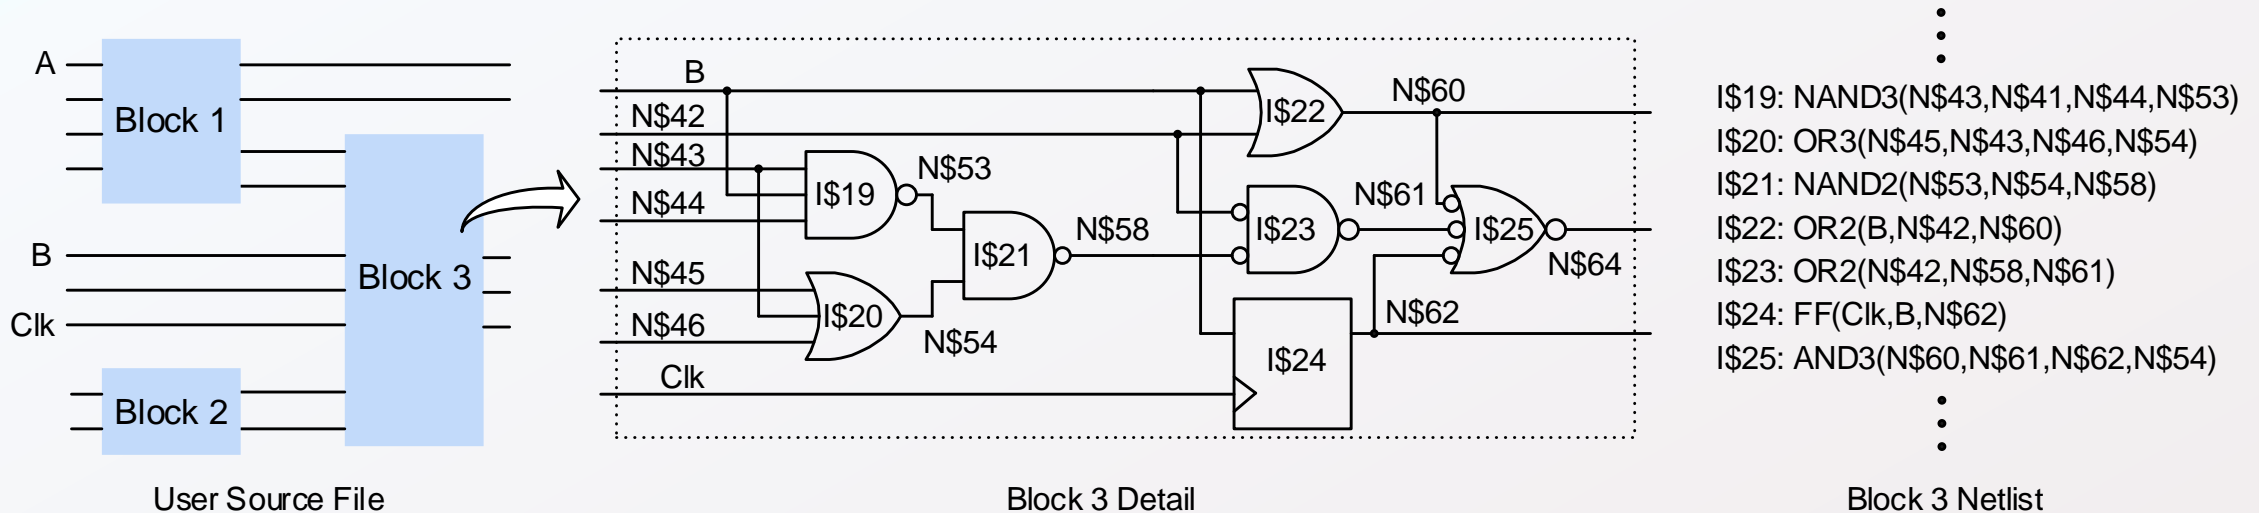 A
Block 1
B
Block 3
Clk
Block 2
User Source File
B
N$42
N$43
N$44
N$45
N$46
Clk
I$19
N$53
I$20
N$54
I$21
N$58
I$22
N$60
I$23
N$61
I$24
N$62
I$25
N$64
Block 3 Detail
I$19: NAND3(N$43,N$41,N$44,N$53)
I$20: OR3(N$45,N$43,N$46,N$54)
I$21: NAND2(N$53,N$54,N$58)
I$22: OR2(B,N$42,N$60)
I$23: OR2(N$42,N$58,N$61)
I$24: FF(Clk,B,N$62)
I$25: AND3(N$60,N$61,N$62,N$54)
Block 3 Netlist